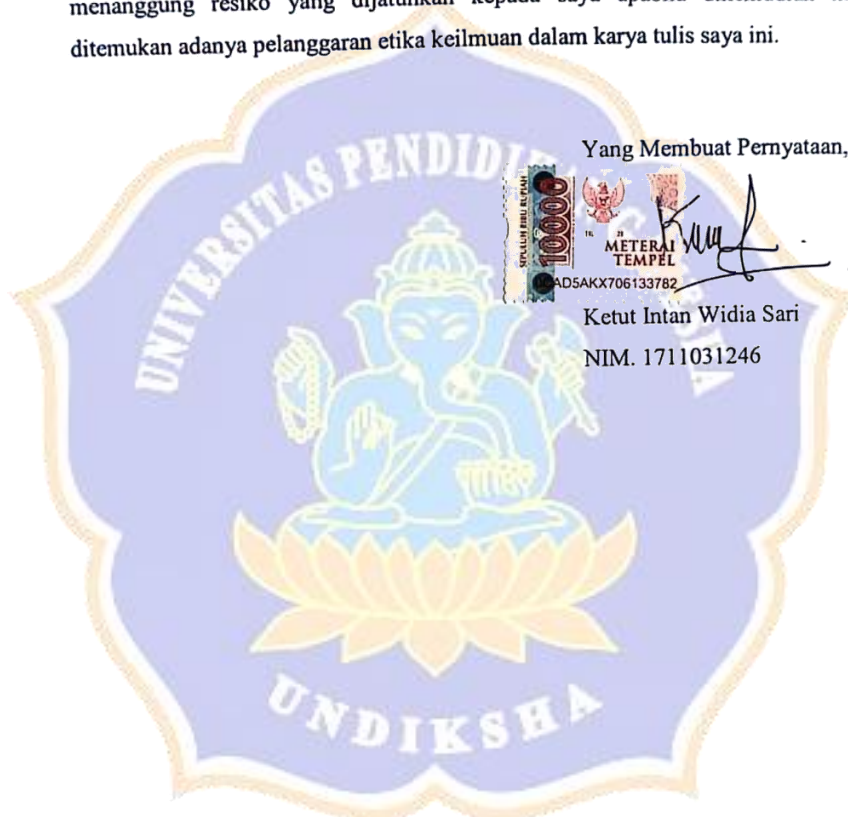 menanggung resiko yang dijatuhkan kepada saya apabila
ditemukan adanya pelanggaran etika keilmuan dalam karya tulis saya ini.
Yang Membuat Pernyataan,
SEPULUH RIBU RUPIAH
10000
METERAI
TEMPEL
AD5AKX706133782
Ketut Intan Widia Sari
NIM. 1711031246
UNIVERSITAS PENDIDI
UNDIKSHA